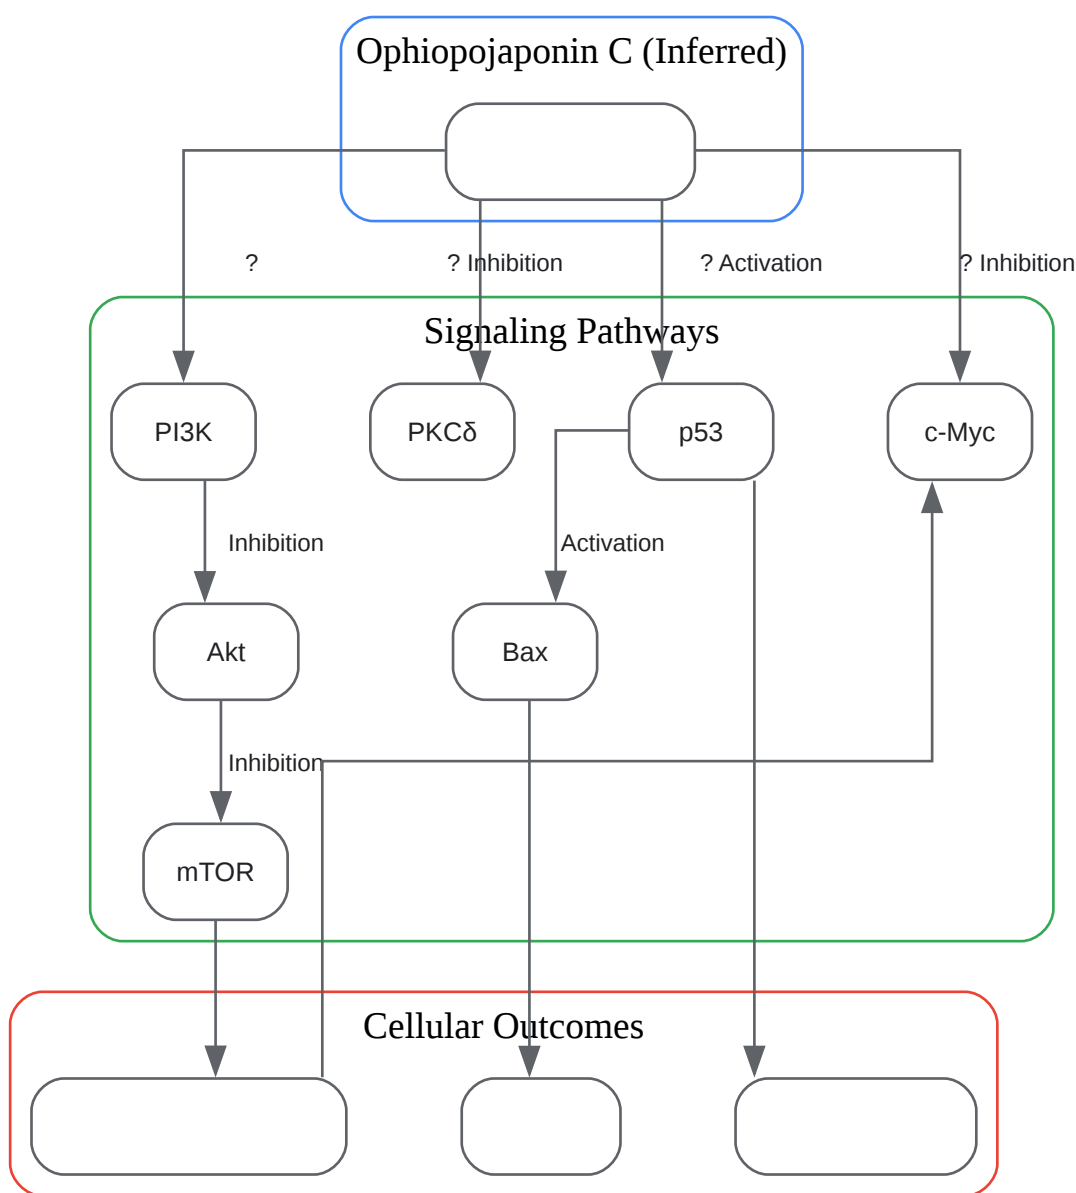 Ophiopojaponin C (Inferred)
?
? Inhibition
? Activation
? Inhibition
Signaling Pathways
PI3K
PKCδ
p53
c-Myc
Inhibition
Activation
Akt
Bax
Inhibition
mTOR
Cellular Outcomes